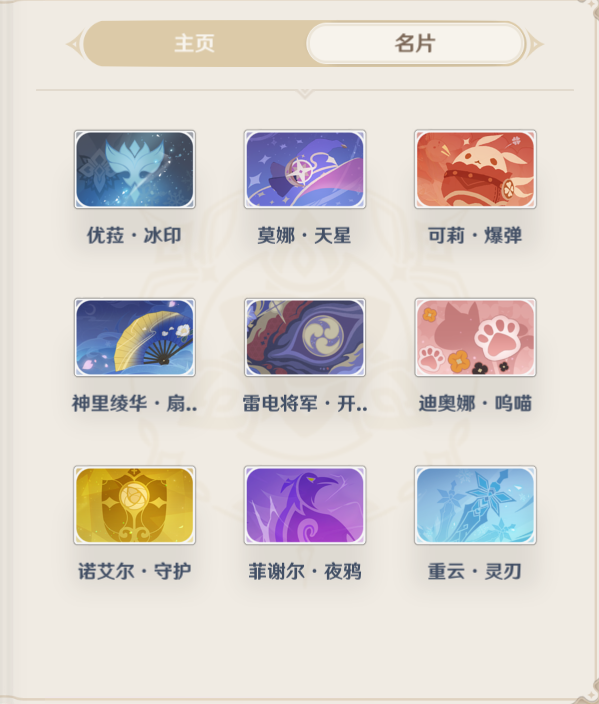 主页
名片
优菈·冰印
莫娜·天星
可莉·爆弹
神里绫华·扇..
雷电将军·开..
迪奥娜·呜喵
诺艾尔·守护
菲谢尔·夜鸦
重云·灵刃